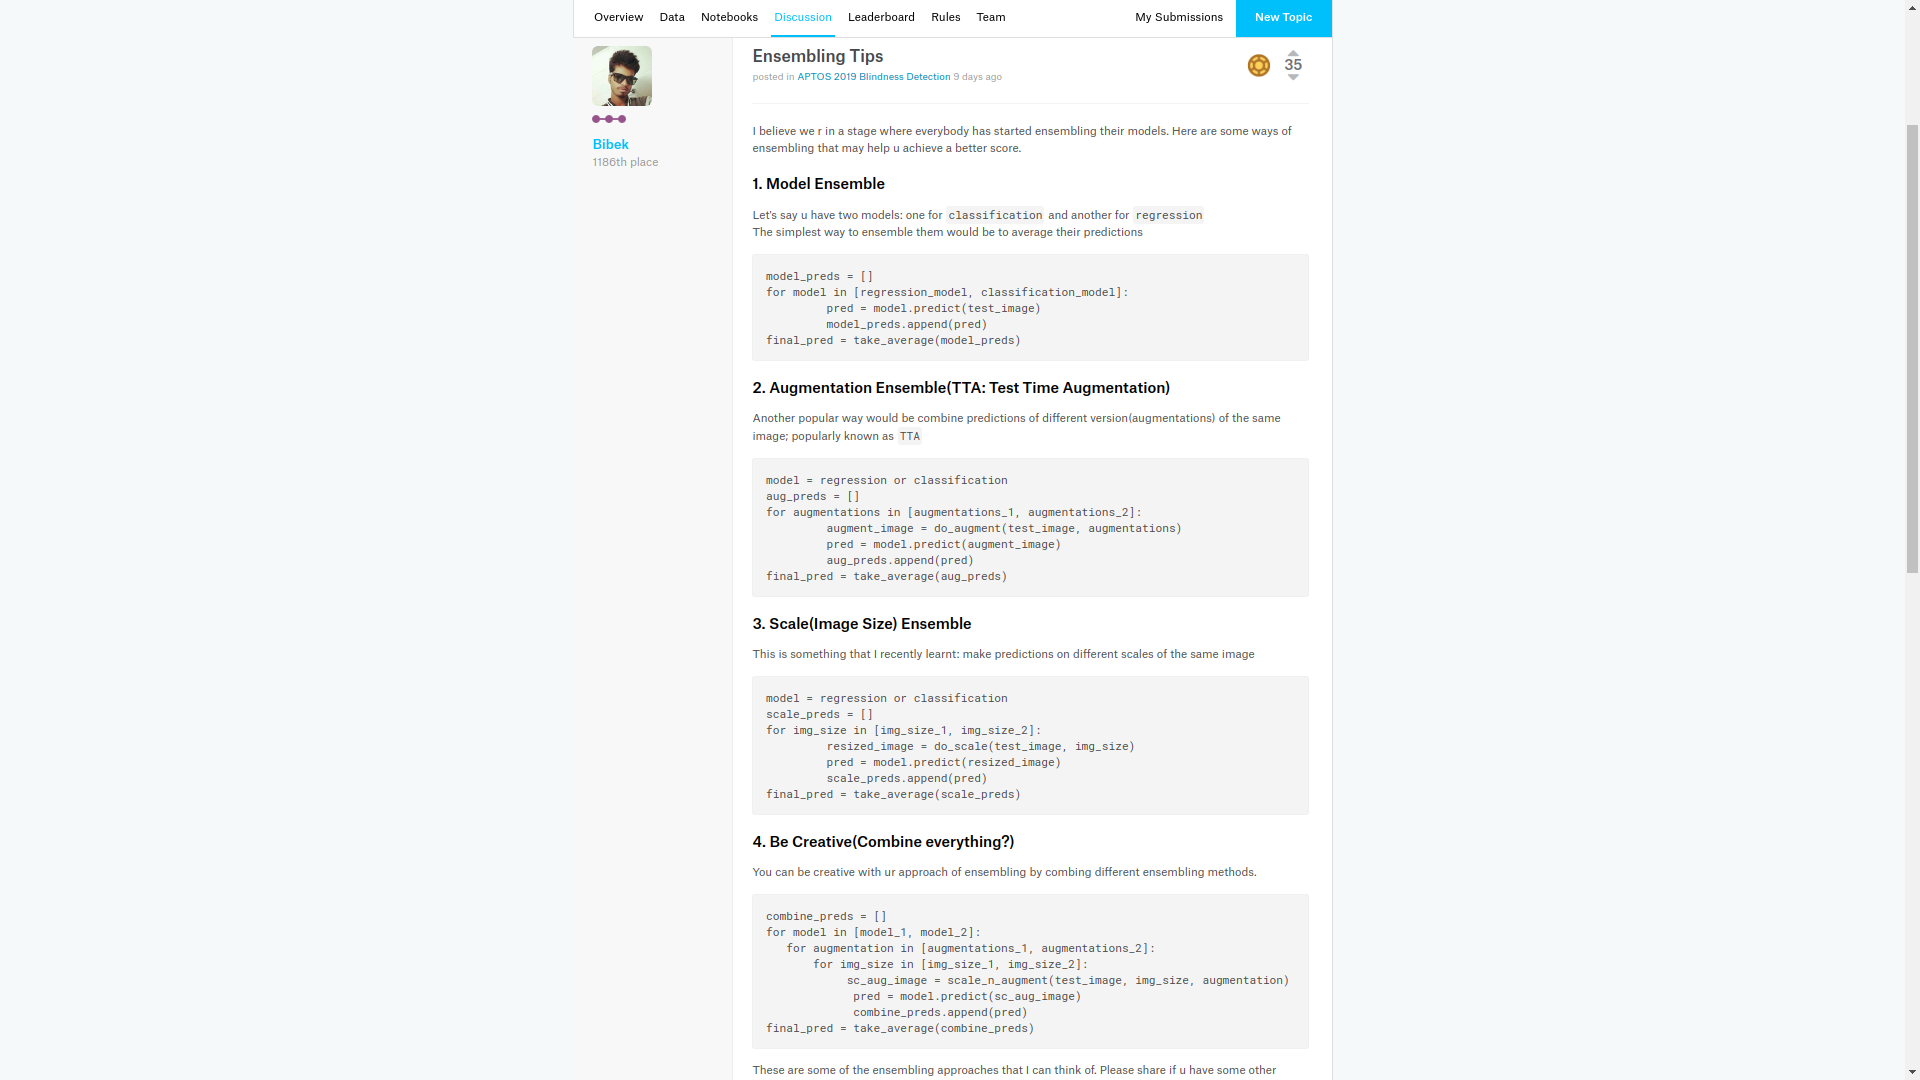 Overview Data Notebooks Discussion Leaderboard Rules Team My Submissions New Topic
Bibek
1186th place
Ensembling Tips
posted in APTOS 2019 Blindness Detection 9 days ago
35
I believe we r in a stage where everybody has started ensembling their models. Here are some ways of
ensembling that may help u achieve a better score.
1. Model Ensemble
Let's say u have two models: one for classification and another for regression
The simplest way to ensemble them would be to average their predictions
model_preds = []
for model in [regression_model, classification_model]:
         pred = model.predict(test_image)
         model_preds.append(pred)
final_pred = take_average(model_preds)
2. Augmentation Ensemble(TTA: Test Time Augmentation)
Another popular way would be combine predictions of different version(augmentations) of the same
image; popularly known as TTA
model = regression or classification
aug_preds = []
for augmentations in [augmentations_1, augmentations_2]:
         augment_image = do_augment(test_image, augmentations)
         pred = model.predict(augment_image)
         aug_preds.append(pred)
final_pred = take_average(aug_preds)
3. Scale(Image Size) Ensemble
This is something that I recently learnt: make predictions on different scales of the same image
model = regression or classification
scale_preds = []
for img_size in [img_size_1, img_size_2]:
         resized_image = do_scale(test_image, img_size)
         pred = model.predict(resized_image)
         scale_preds.append(pred)
final_pred = take_average(scale_preds)
4. Be Creative(Combine everything?)
You can be creative with ur approach of ensembling by combing different ensembling methods.
combine_preds = []
for model in [model_1, model_2]:
   for augmentation in [augmentations_1, augmentations_2]:
       for img_size in [img_size_1, img_size_2]:
            sc_aug_image = scale_n_augment(test_image, img_size, augmentation)
             pred = model.predict(sc_aug_image)
             combine_preds.append(pred)
final_pred = take_average(combine_preds)
These are some of the ensembling approaches that I can think of. Please share if u have some other